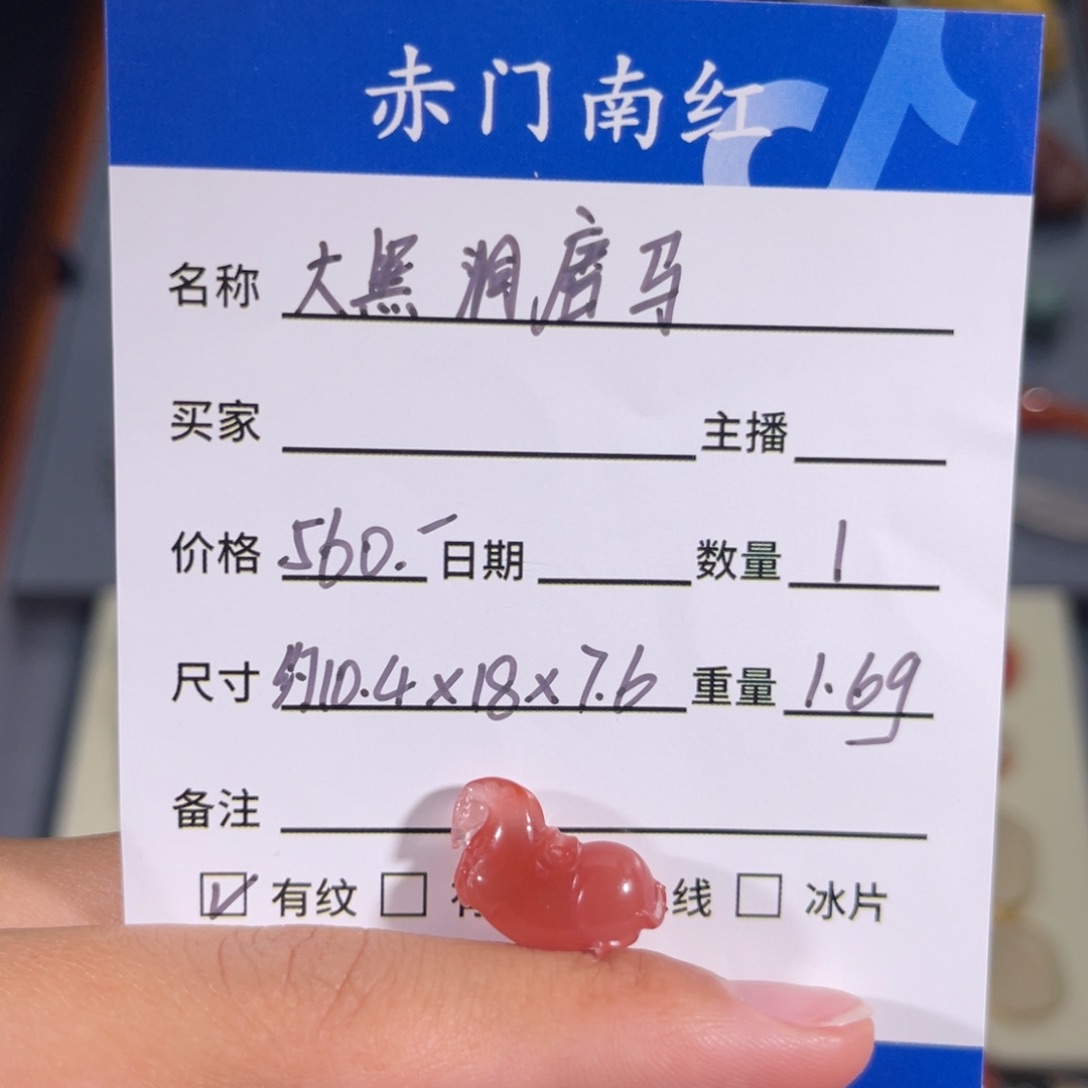 赤门南红
名称 大黑洞唐马
买家 主播
价格 560.- 日期 数量 1
尺寸 约10.4×18×7.6 重量 1.69
备注
☑ 有纹 □ 线 □ 冰片